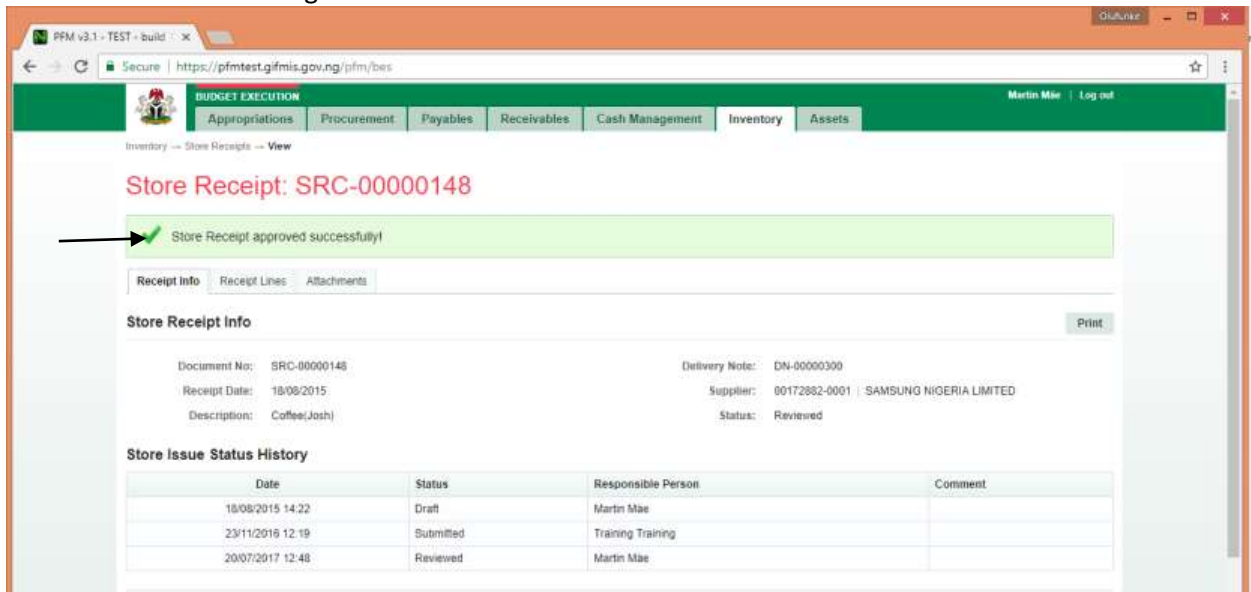 Olufunke
PFM v3.1 - TEST - build
Secure | https://pfmtest.gifmis.gov.ng/pfm/bes
BUDGET EXECUTION
Martin Mäe | Log out
Appropriations Procurement Payables Receivables Cash Management Inventory Assets
Inventory → Store Receipts → View
Store Receipt: SRC-00000148
Store Receipt approved successfully!
Receipt Info Receipt Lines Attachments
Store Receipt Info
Print
Document No: SRC-00000148 Delivery Note: DN-00000300
Receipt Date: 18/08/2015 Supplier: 00172882-0001 | SAMSUNG NIGERIA LIMITED
Description: Coffee(Josh) Status: Reviewed
Store Issue Status History
Date Status Responsible Person Comment
18/08/2015 14:22 Draft Martin Mäe
23/11/2016 12:19 Submitted Training Training
20/07/2017 12:48 Reviewed Martin Mäe